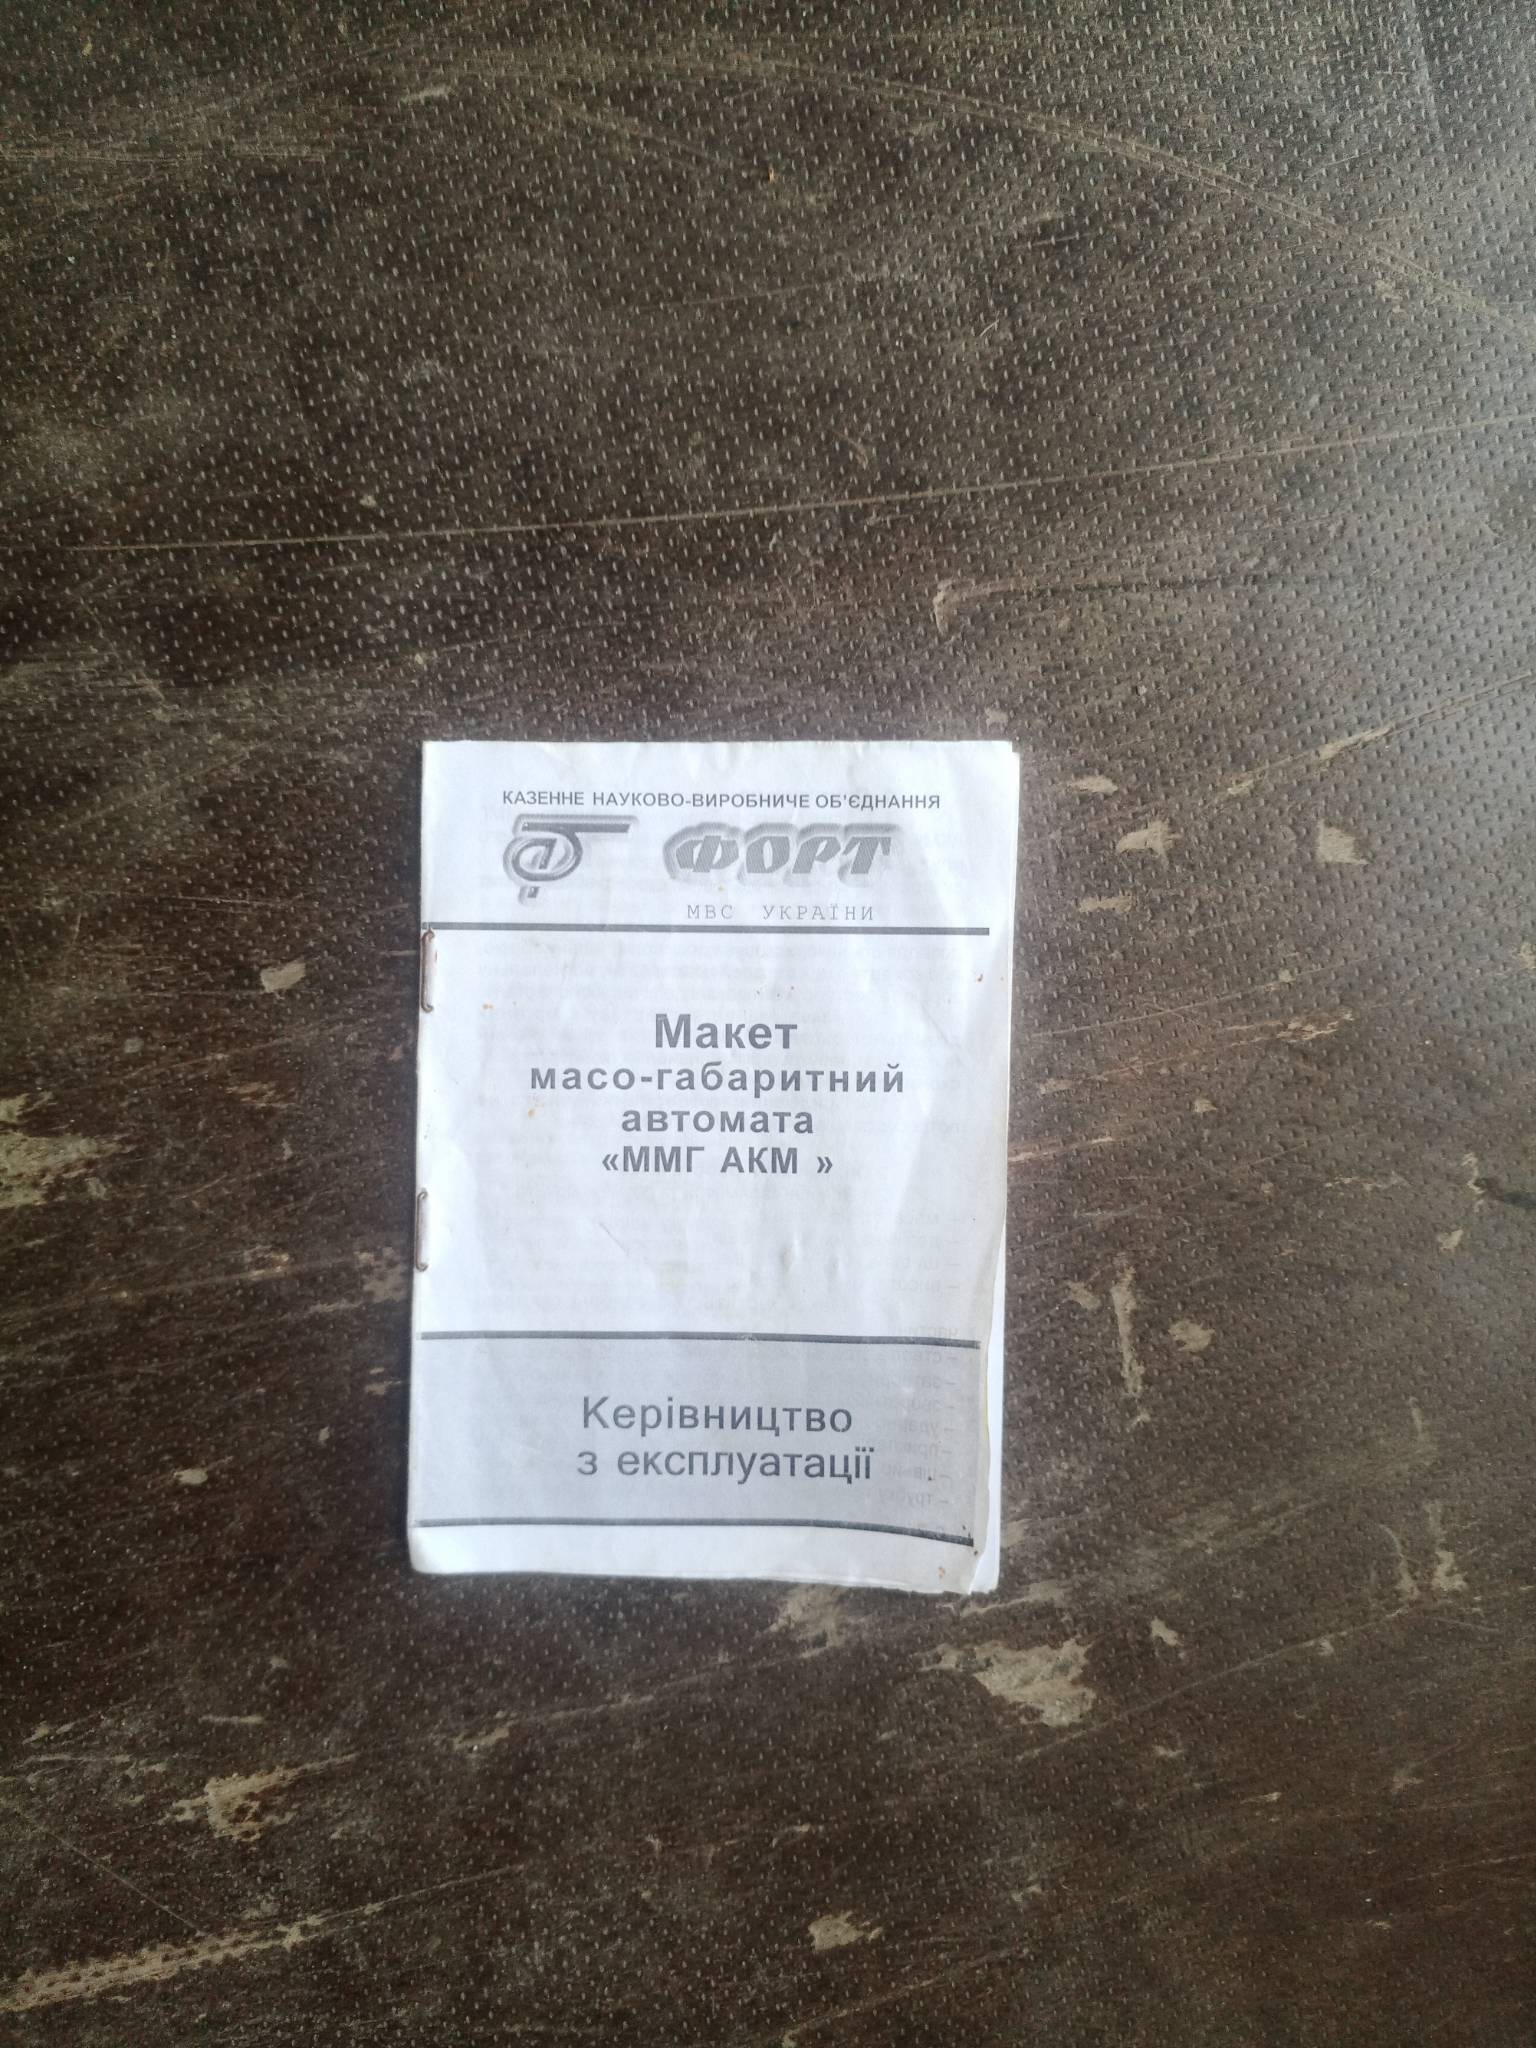 КАЗЕННЕ НАУКОВО-ВИРОБНИЧЕ ОБ'ЄДНАННЯ
ФОРТ
МВС УКРАЇНИ
Макет
масо-габаритний
автомата
«ММГ АКМ »
Керівництво
з експлуатації